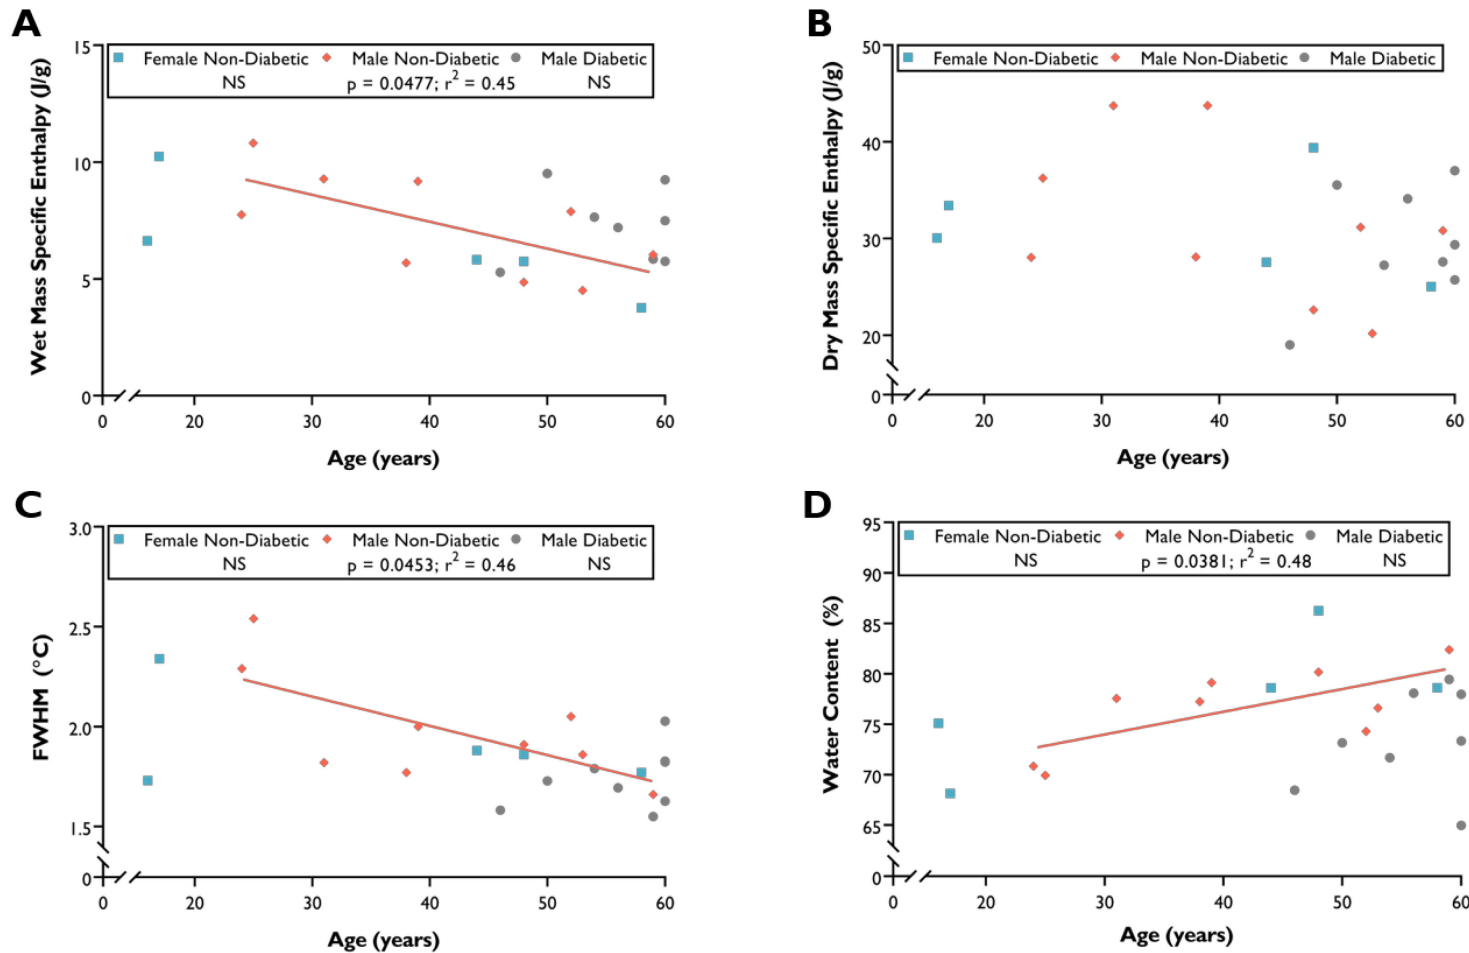 A
15
Female Non-Diabetic Male Non-Diabetic Male Diabetic
NS p = 0.0477; r² = 0.45 NS
10
5
0
Wet Mass Specific Enthalpy (J/g)
0 20 30 40 50 60
Age (years)
B
50
Female Non-Diabetic Male Non-Diabetic Male Diabetic
40
30
20
0
Dry Mass Specific Enthalpy (J/g)
0 20 30 40 50 60
Age (years)
C
3.0
Female Non-Diabetic Male Non-Diabetic Male Diabetic
NS p = 0.0453; r² = 0.46 NS
2.5
2.0
1.5
0
FWHM (°C)
0 20 30 40 50 60
Age (years)
D
95
Female Non-Diabetic Male Non-Diabetic Male Diabetic
NS p = 0.0381; r² = 0.48 NS
90
85
80
75
70
65
0
Water Content (%)
0 20 30 40 50 60
Age (years)